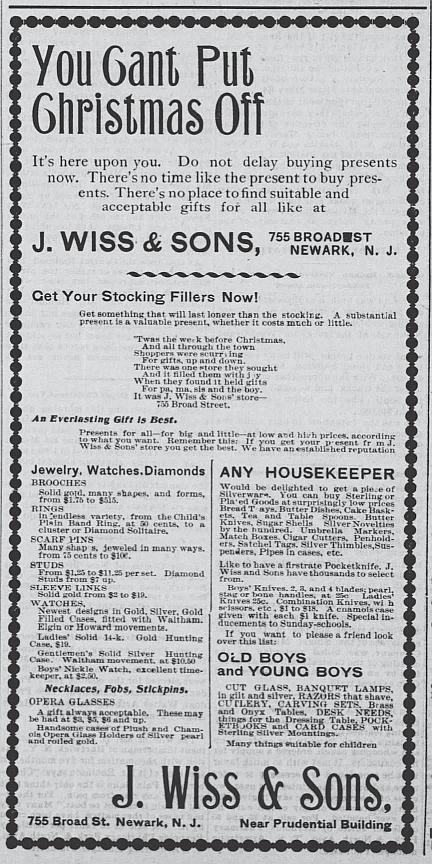 You Cant Put
Christmas Off
It's here upon you. Do not delay buying presents
now. There's no time like the present to buy pres-
ents. There's no place to find suitable and
acceptable gifts for all like at
J. WISS & SONS, 755 BROAD ST
NEWARK, N. J.
Get Your Stocking Fillers Now!
Get something that will last longer than the stocking. A substantial
present is a valuable present, whether it costs much or little.
'Twas the week before Christmas,
And all through the town
Shoppers were scurrying
For gifts, up and down.
There was one store they sought
And it filled them with joy
When they found it held gifts
For pa, ma, sis and the boy.
It was J. Wiss & Sons' store—
755 Broad Street.
An Everlasting Gift is Best.
Presents for all—for big and little—at low and high prices, according
to what you want. Remember this: If you get your present from J.
Wiss & Sons' store you get the best. We have an established reputation
Jewelry, Watches. Diamonds
BROOCHES
Solid gold, many shapes, and forms,
from $1.75 to $515.
RINGS
In endless variety, from the Child's
Plain Band Ring, at 50 cents, to a
cluster or Diamond Solitaire.
SCARF PINS
Many shapes, jeweled in many ways.
from 75 cents to
STUDS
From $1.25 to $11.25 per set. Diamond
Studs from $7 up.
SLEEVE LINKS
Solid gold from $2 to $19.
WATCHES,
Newest designs in Gold, Silver, Gold
Filled Cases, fitted with Waltham.
Elgin or Howard movements.
Ladies' Solid 14-k. Gold Hunting
Case, $19.
Gentlemen's Solid Silver Hunting
Case. Waltham movement, at $10.50
Boys' Nickle Watch, excellent time-
keeper, at $2.50.
Necklaces, Fobs, Stickpins.
OPERA GLASSES
A gift always acceptable. These may
be had at $3, $5, $6 and up.
Handsome cases of Plush and Cham-
ois Opera Glass Holders of Silver pearl
and rolled gold.
ANY HOUSEKEEPER
Would be delighted to get a piece of
Silverware. You can buy Sterling or
Plated Goods at surprisingly low prices
Bread Trays, Butter Dishes, Cake Bask-
ets, Tea and Table Spoons. Butter
Knives, Sugar Shells Silver Novelties
by the hundred. Umbrella Markers,
Match Boxes. Cigar Cutters, Penhold-
ers, Satchel Tags, Silver Thimbles, Sus-
penders, Pipes in cases, etc.
Like to have a firstrate Pocketknife. J.
Wiss and Sons have thousands to select
from.
Boys' Knives, 2, 3, and 4 blades; pearl,
stag or bone handles, at 25c Ladies'
Knives 25c. Combination Knives, with
scissors, etc., $1 to $18. A chamois case
given with each $1 knife. Special in-
ducements to Sunday-schools.
If you want to please a friend look
over this list:
OLD BOYS
and YOUNG BOYS
CUT GLASS, BANQUET LAMPS,
in gilt and silver, RAZORS that shave,
CUTLERY, CARVING SETS, Brass
and Onyx Tables, DESK NEEDS,
things for the Dressing Table, POCK-
ETBOOKS and CARD CASES with
Sterling Silver Mountings.
Many things suitable for children
J. Wiss & Sons,
755 Broad St. Newark, N. J. Near Prudential Building